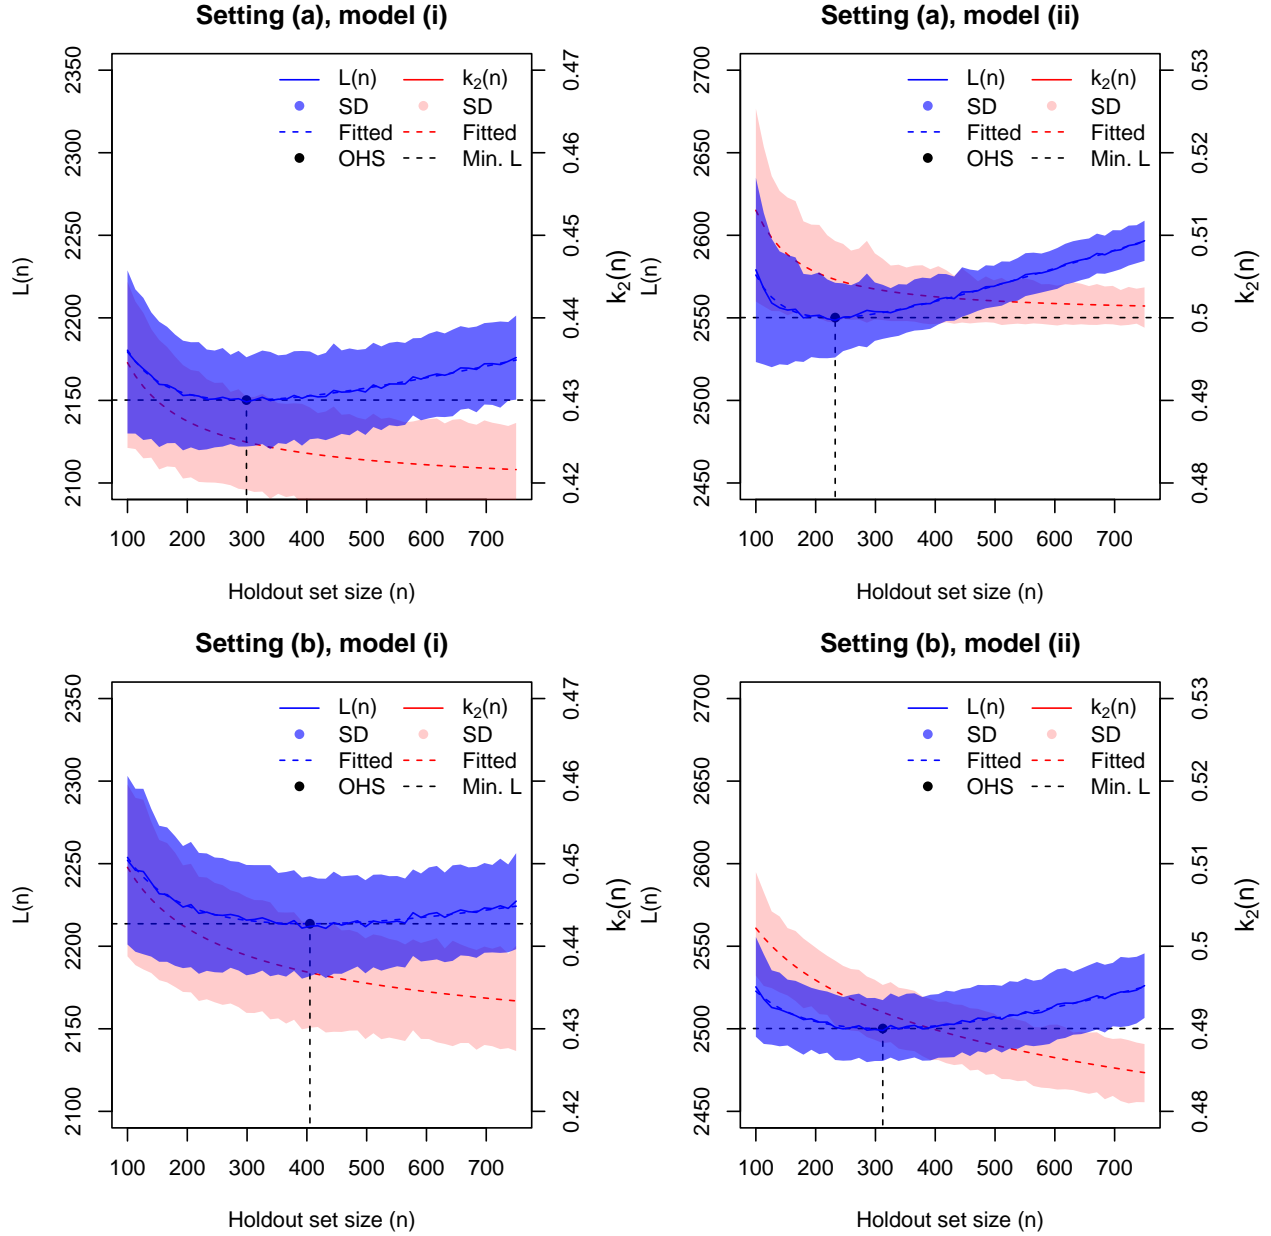 Setting (a), model (i)
L(n)
2100 2150 2200 2250 2300 2350
L(n) k₂(n)
SD SD
Fitted Fitted
OHS Min. L
0.42 0.43 0.44 0.45 0.46 0.47
k₂(n)
100 200 300 400 500 600 700
Holdout set size (n)
Setting (a), model (ii)
L(n)
2450 2500 2550 2600 2650 2700
L(n) k₂(n)
SD SD
Fitted Fitted
OHS Min. L
0.48 0.49 0.5 0.51 0.52 0.53
k₂(n)
100 200 300 400 500 600 700
Holdout set size (n)
Setting (b), model (i)
L(n)
2100 2150 2200 2250 2300 2350
L(n) k₂(n)
SD SD
Fitted Fitted
OHS Min. L
0.42 0.43 0.44 0.45 0.46 0.47
k₂(n)
100 200 300 400 500 600 700
Holdout set size (n)
Setting (b), model (ii)
L(n)
2450 2500 2550 2600 2650 2700
L(n) k₂(n)
SD SD
Fitted Fitted
OHS Min. L
0.48 0.49 0.5 0.51 0.52 0.53
k₂(n)
100 200 300 400 500 600 700
Holdout set size (n)